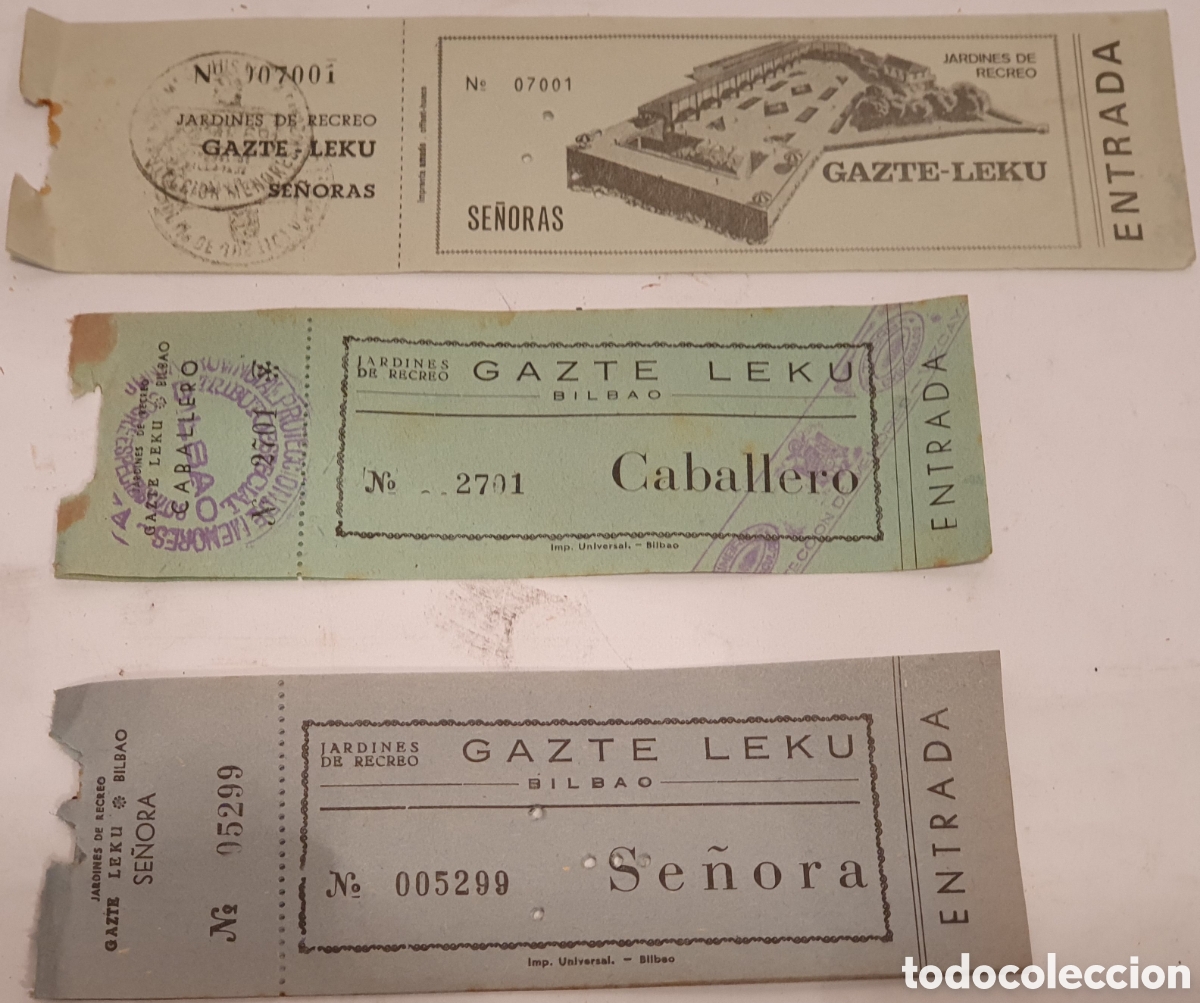 Nº 007001
JARDINES DE RECREO
GAZTE-LEKU
SEÑORAS
Nº 07001
SEÑORAS
JARDINES DE
RECREO
GAZTE-LEKU
ENTRADA
JARDINES DE RECREO
GAZTE LEKU BILBAO
CABALLERO
Nº 2701
JARDINES
DE RECREO
GAZTE LEKU
BILBAO
Nº 2701
Caballero
Imp. Universal. - Bilbao
ENTRADA
JARDINES DE RECREO
GAZTE LEKU BILBAO
SEÑORA
Nº 05299
JARDINES
DE RECREO
GAZTE LEKU
BILBAO
Nº 005299
Señora
Imp. Universal. - Bilbao
ENTRADA
todocoleccion